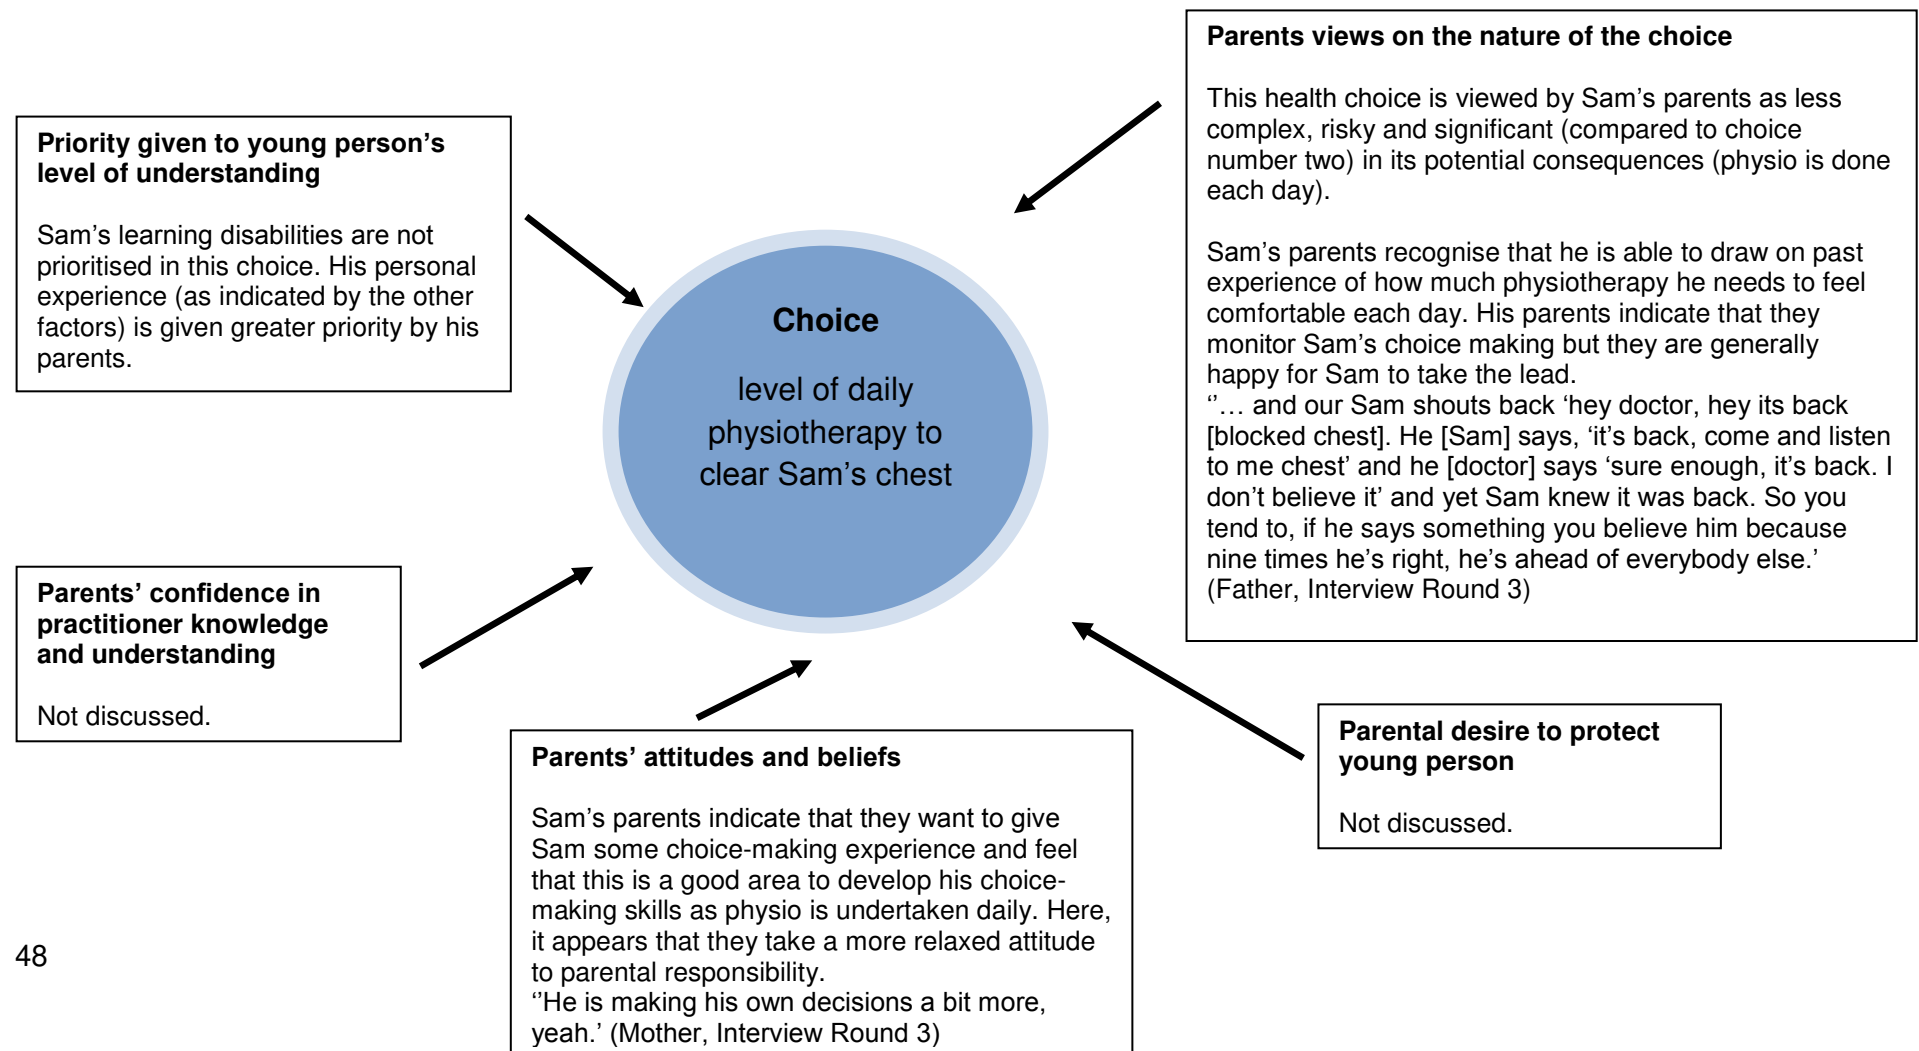 Parents views on the nature of the choice
This health choice is viewed by Sam’s parents as less
complex, risky and significant (compared to choice
number two) in its potential consequences (physio is done
each day).
Sam’s parents recognise that he is able to draw on past
experience of how much physiotherapy he needs to feel
comfortable each day. His parents indicate that they
monitor Sam’s choice making but they are generally
happy for Sam to take the lead.
‘’… and our Sam shouts back ‘hey doctor, hey its back
[blocked chest]. He [Sam] says, ‘it’s back, come and listen
to me chest’ and he [doctor] says ‘sure enough, it’s back. I
don’t believe it’ and yet Sam knew it was back. So you
tend to, if he says something you believe him because
nine times he’s right, he’s ahead of everybody else.’
(Father, Interview Round 3)
Priority given to young person’s
level of understanding
Sam’s learning disabilities are not
prioritised in this choice. His personal
experience (as indicated by the other
factors) is given greater priority by his
parents.
Choice
level of daily
physiotherapy to
clear Sam’s chest
Parents’ confidence in
practitioner knowledge
and understanding
Not discussed.
Parental desire to protect
young person
Not discussed.
Parents’ attitudes and beliefs
Sam’s parents indicate that they want to give
Sam some choice-making experience and feel
that this is a good area to develop his choice-
making skills as physio is undertaken daily. Here,
it appears that they take a more relaxed attitude
to parental responsibility.
‘’He is making his own decisions a bit more,
yeah.’ (Mother, Interview Round 3)
48